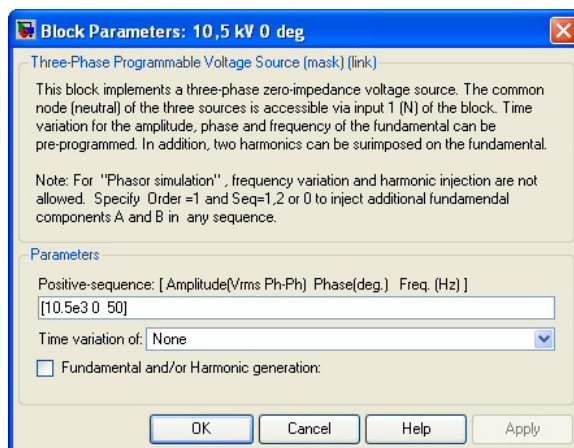 Block Parameters: 10,5 kV 0 deg
Three-Phase Programmable Voltage Source (mask) (link)
This block implements a three-phase zero-impedance voltage source. The common
node (neutral) of the three sources is accessible via input 1 (N) of the block. Time
variation for the amplitude, phase and frequency of the fundamental can be
pre-programmed. In addition, two harmonics can be surimposed on the fundamental.
Note: For "Phasor simulation" , frequency variation and harmonic injection are not
allowed. Specify Order =1 and Seq=1,2 or 0 to inject additional fundamendal
components A and B in any sequence.
Parameters
Positive-sequence: [ Amplitude(Vrms Ph-Ph) Phase(deg.) Freq. (Hz) ]
[10.5e3 0 50]
Time variation of: None
Fundamental and/or Harmonic generation:
OK Cancel Help Apply